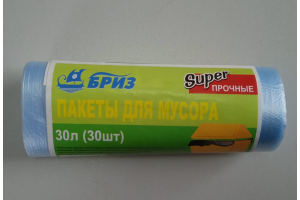 БРИЗ
Super
ПРОЧНЫЕ
ПАКЕТЫ ДЛЯ МУСОРА
30л (30шт)